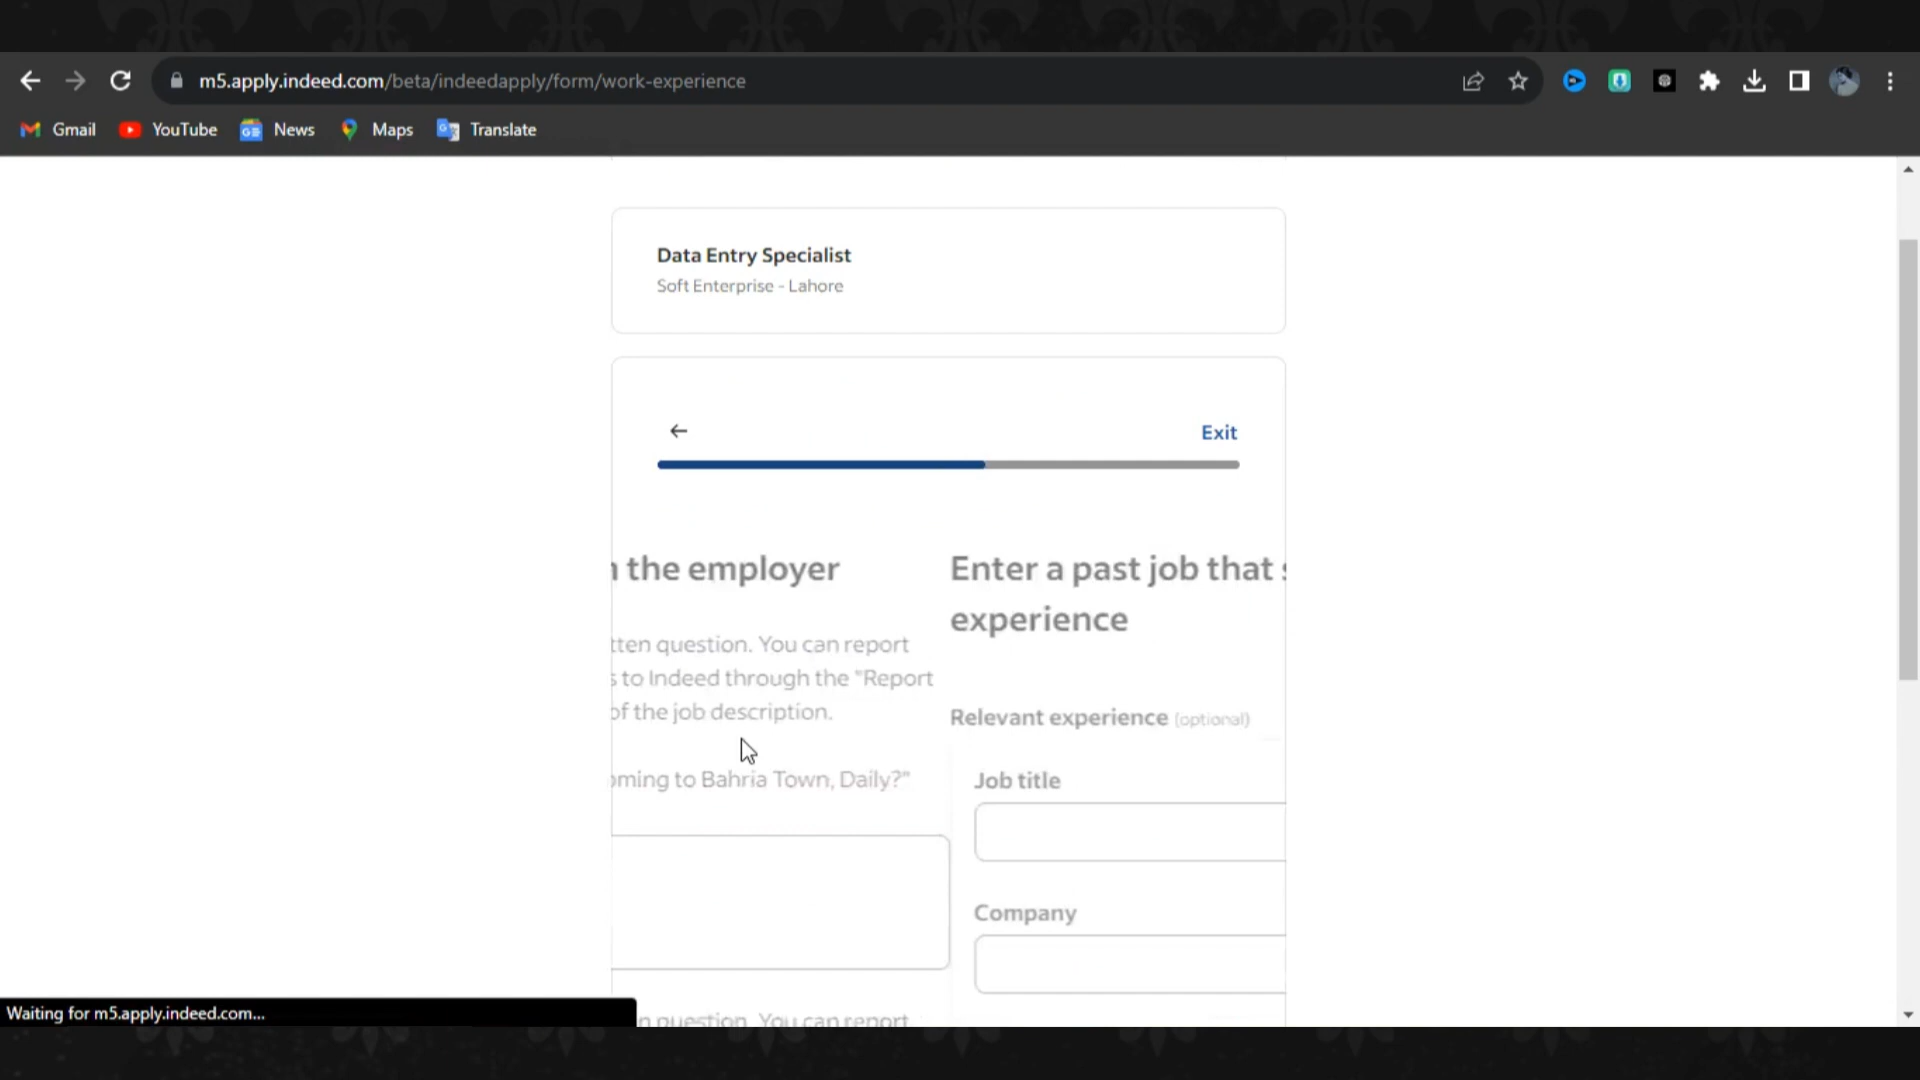 m5.apply.indeed.com/beta/indeedapply/form/work-experience
Gmail
YouTube
News
Maps
Translate
Data Entry Specialist
Soft Enterprise - Lahore
Exit
the employer
question. You can report
to Indeed through the "Report
of the job description.
to Bahria Town, Daily?"
question. You can report
Enter a past job that
experience
Relevant experience (optional)
Job title
Company
Waiting for m5.apply.indeed.com...